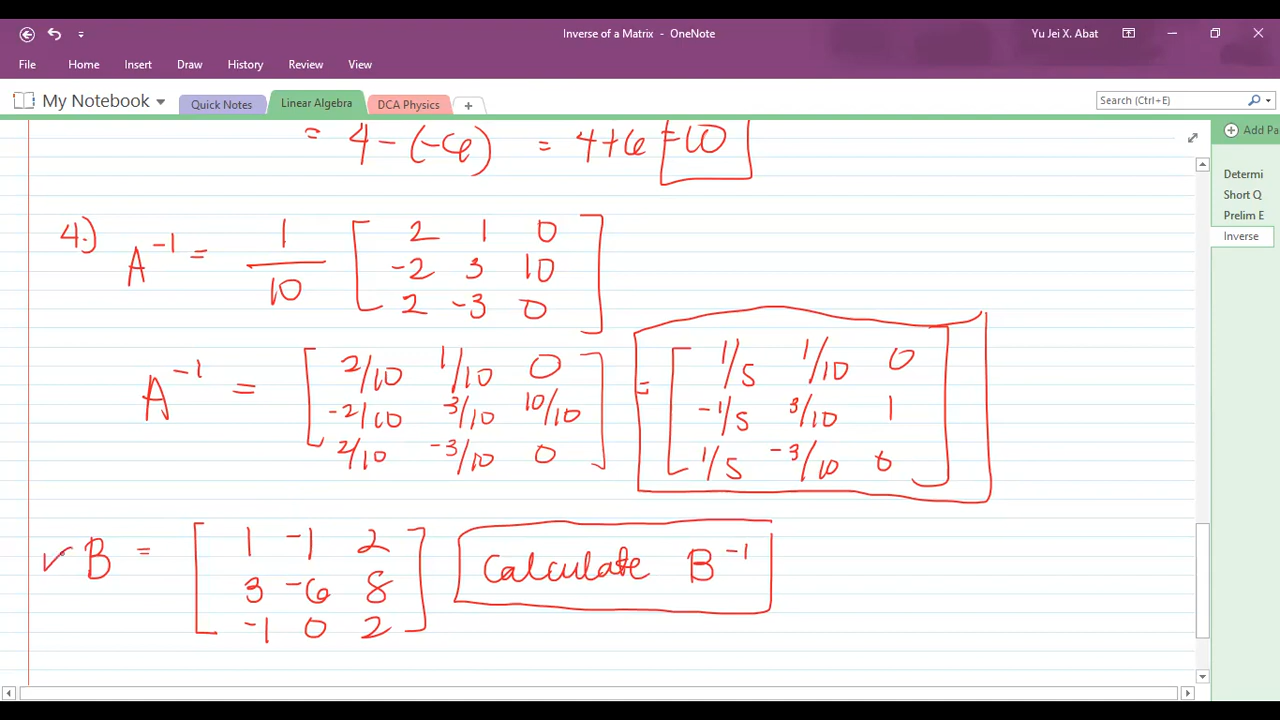 Inverse of a Matrix - OneNote
Yu Jei X. Abat
File Home Insert Draw History Review View
My Notebook Quick Notes Linear Algebra DCA Physics +
Search (Ctrl+E)
Add Pa
Determi
Short Q
Prelim E
Inverse
= 4 - (-6) = 4+6 = 10
4.) A⁻¹ = 1/10 [ 2 1 0
-2 3 10
2 -3 0 ]
A⁻¹ = [ 2/10 1/10 0
-2/10 3/10 10/10
2/10 -3/10 0 ]
= [ 1/5 1/10 0
-1/5 3/10 1
1/5 -3/10 0 ]
✓ B = [ 1 -1 2
3 -6 8
-1 0 2 ]
Calculate B⁻¹